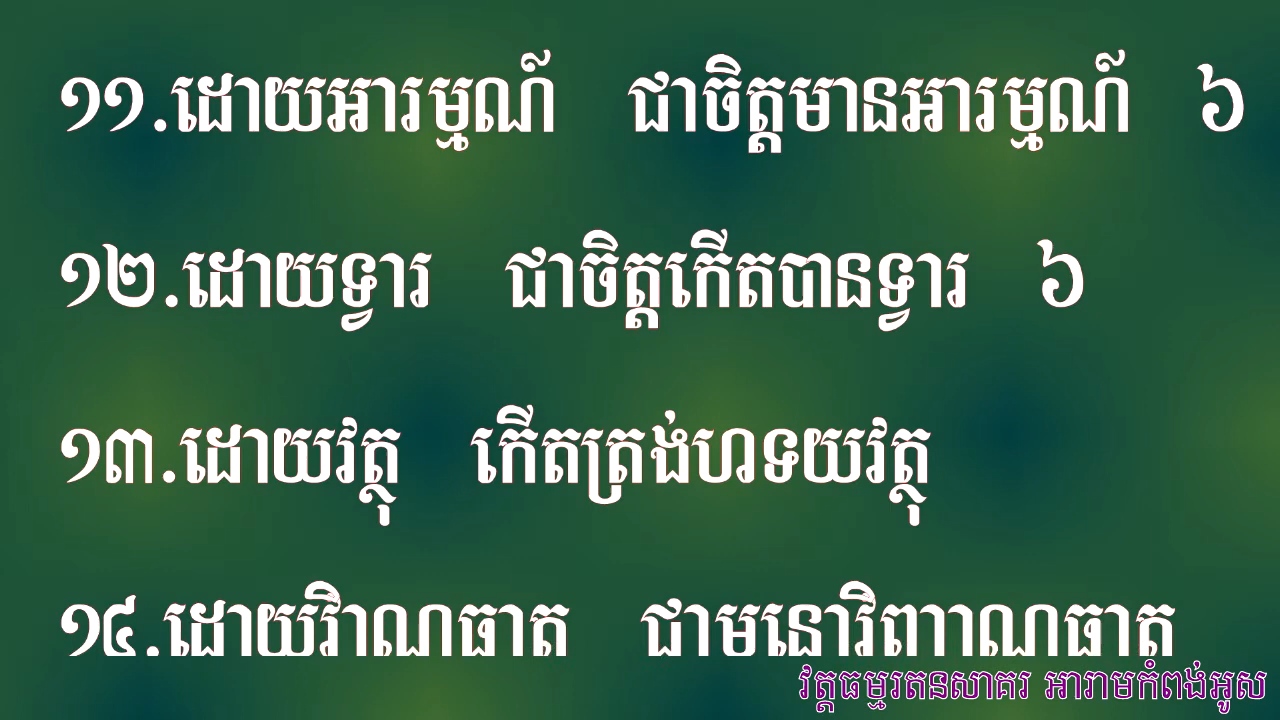 ១១.ដោយអារម្មណ៍ ជាចិត្តមានអារម្មណ៍ ៦
១២.ដោយទ្វារ ជាចិត្តកើតបានទ្វារ ៦
១៣.ដោយវត្ថុ កើតត្រង់ហទយវត្ថុ
១៤.ដោយវិាណធាត ជាមនោវិពាាណធាត
វត្តធម្មរតនសាគរ អារាមកំពង់អួស